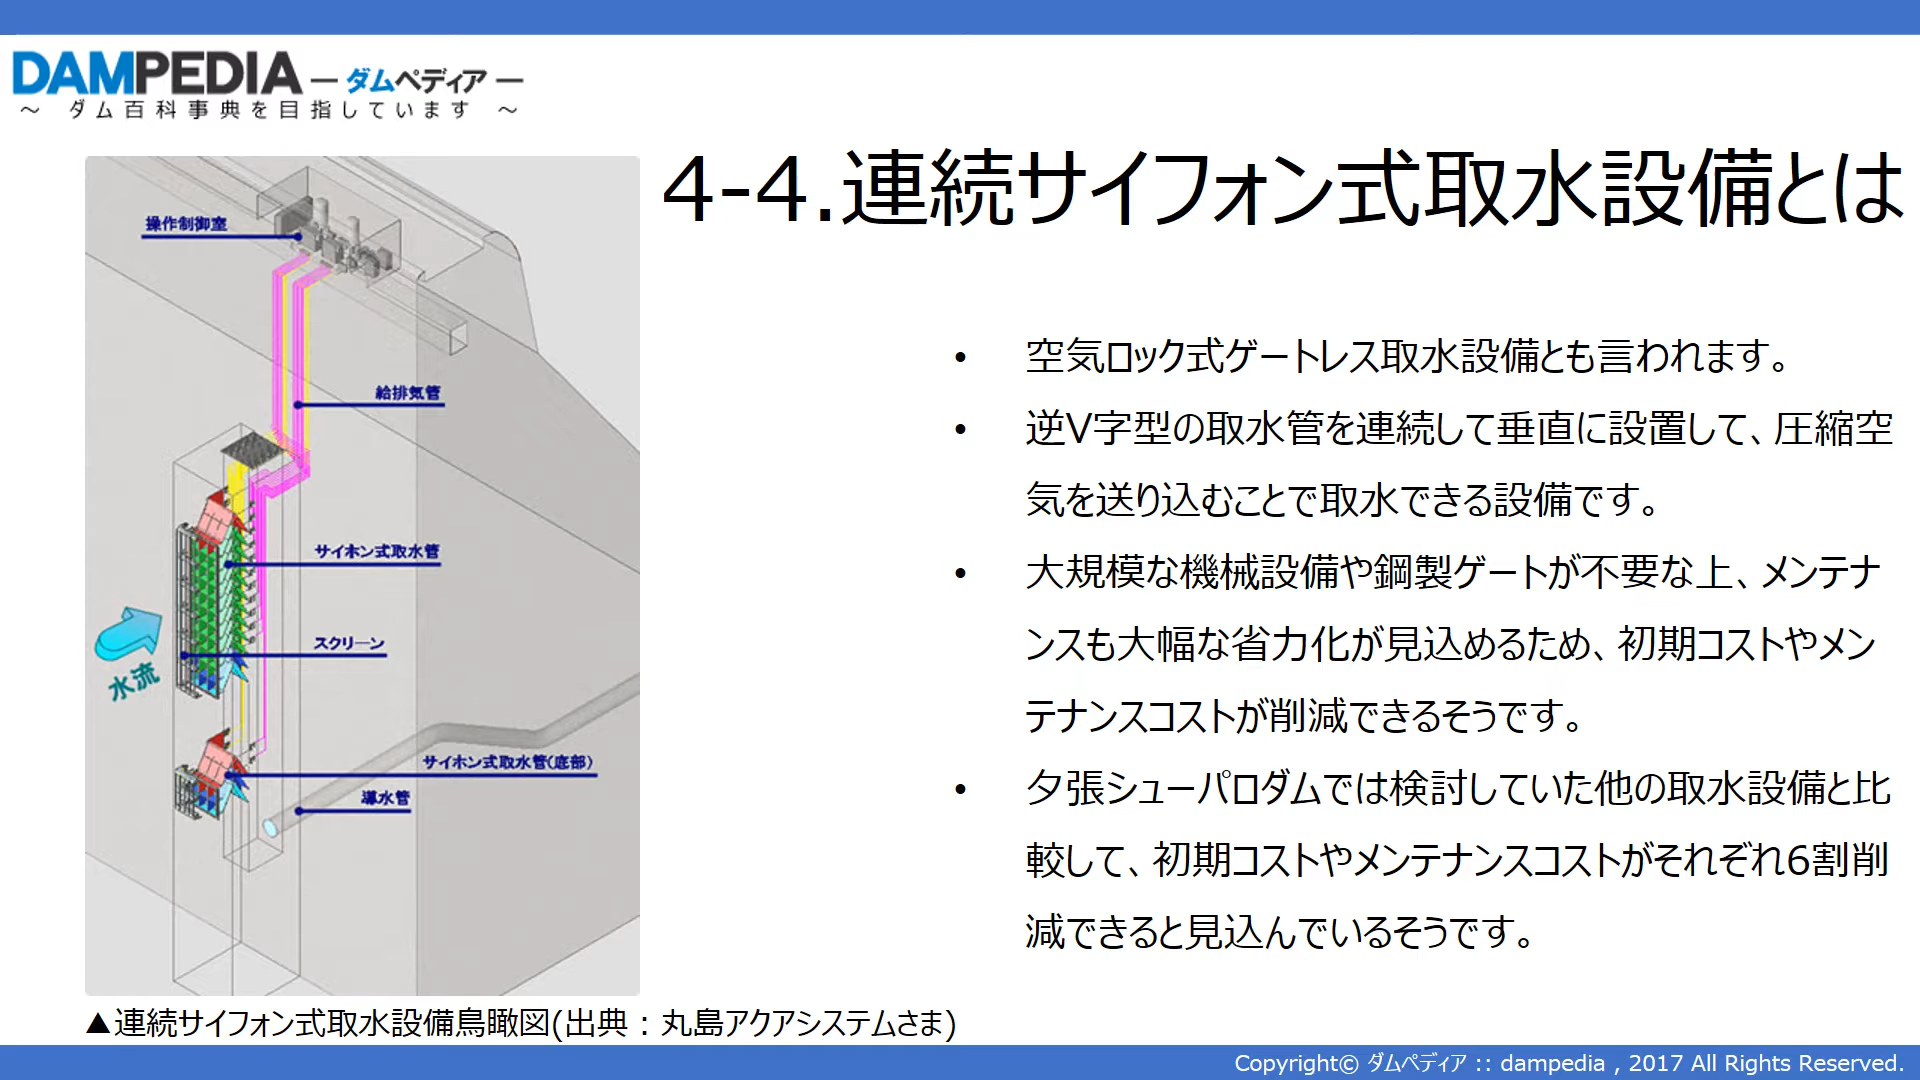 DAMPEDIA ― ダムペディア ―
～ ダム百科事典を目指しています ～
4-4.連続サイフォン式取水設備とは
操作制御室
給排気管
サイホン式取水管
スクリーン
水流
サイホン式取水管(底部)
導水管
• 空気ロック式ゲートレス取水設備とも言われます。
• 逆V字型の取水管を連続して垂直に設置して、圧縮空
気を送り込むことで取水できる設備です。
• 大規模な機械設備や鋼製ゲートが不要な上、メンテナ
ンスも大幅な省力化が見込めるため、初期コストやメン
テナンスコストが削減できるそうです。
• 夕張シューパロダムでは検討していた他の取水設備と比
較して、初期コストやメンテナンスコストがそれぞれ6割削
減できると見込んでいるそうです。
▲連続サイフォン式取水設備鳥瞰図(出典：丸島アクアシステムさま)
Copyright© ダムペディア :: dampedia , 2017 All Rights Reserved.